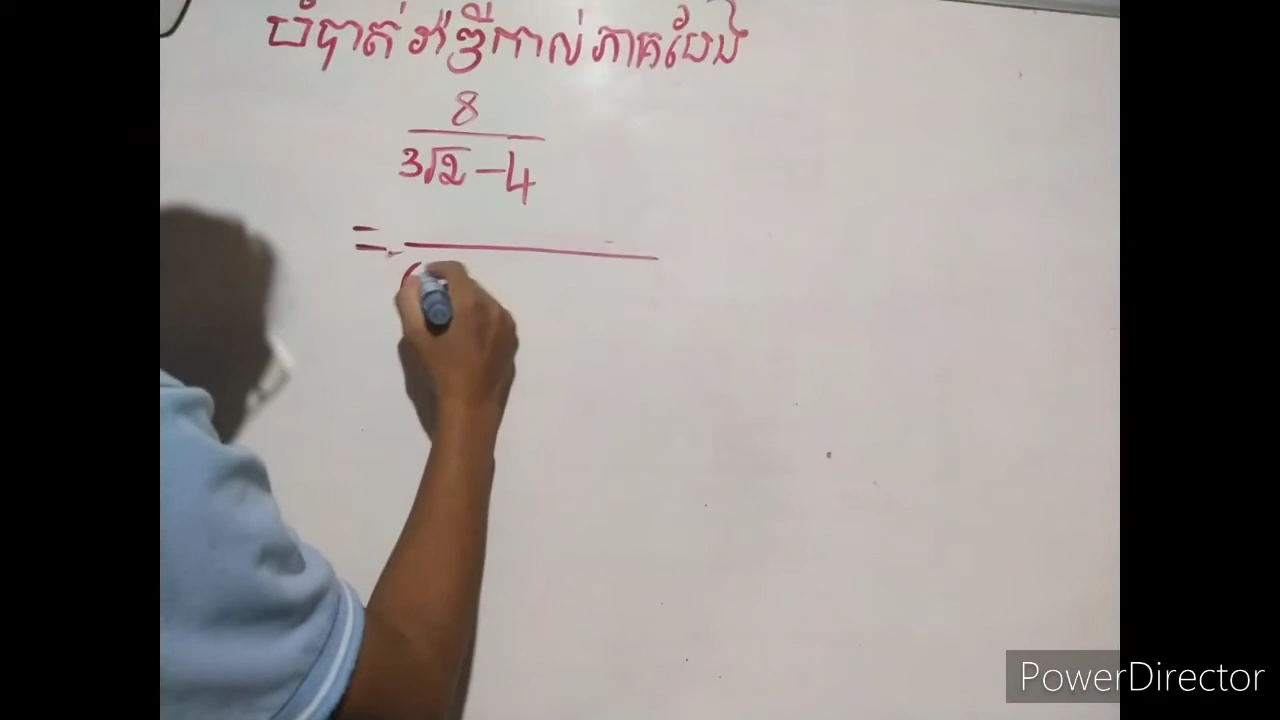 បំបាត់រ៉ាឌីកាល់ភាគបែង
8
3√2 - 4
=
(
PowerDirector